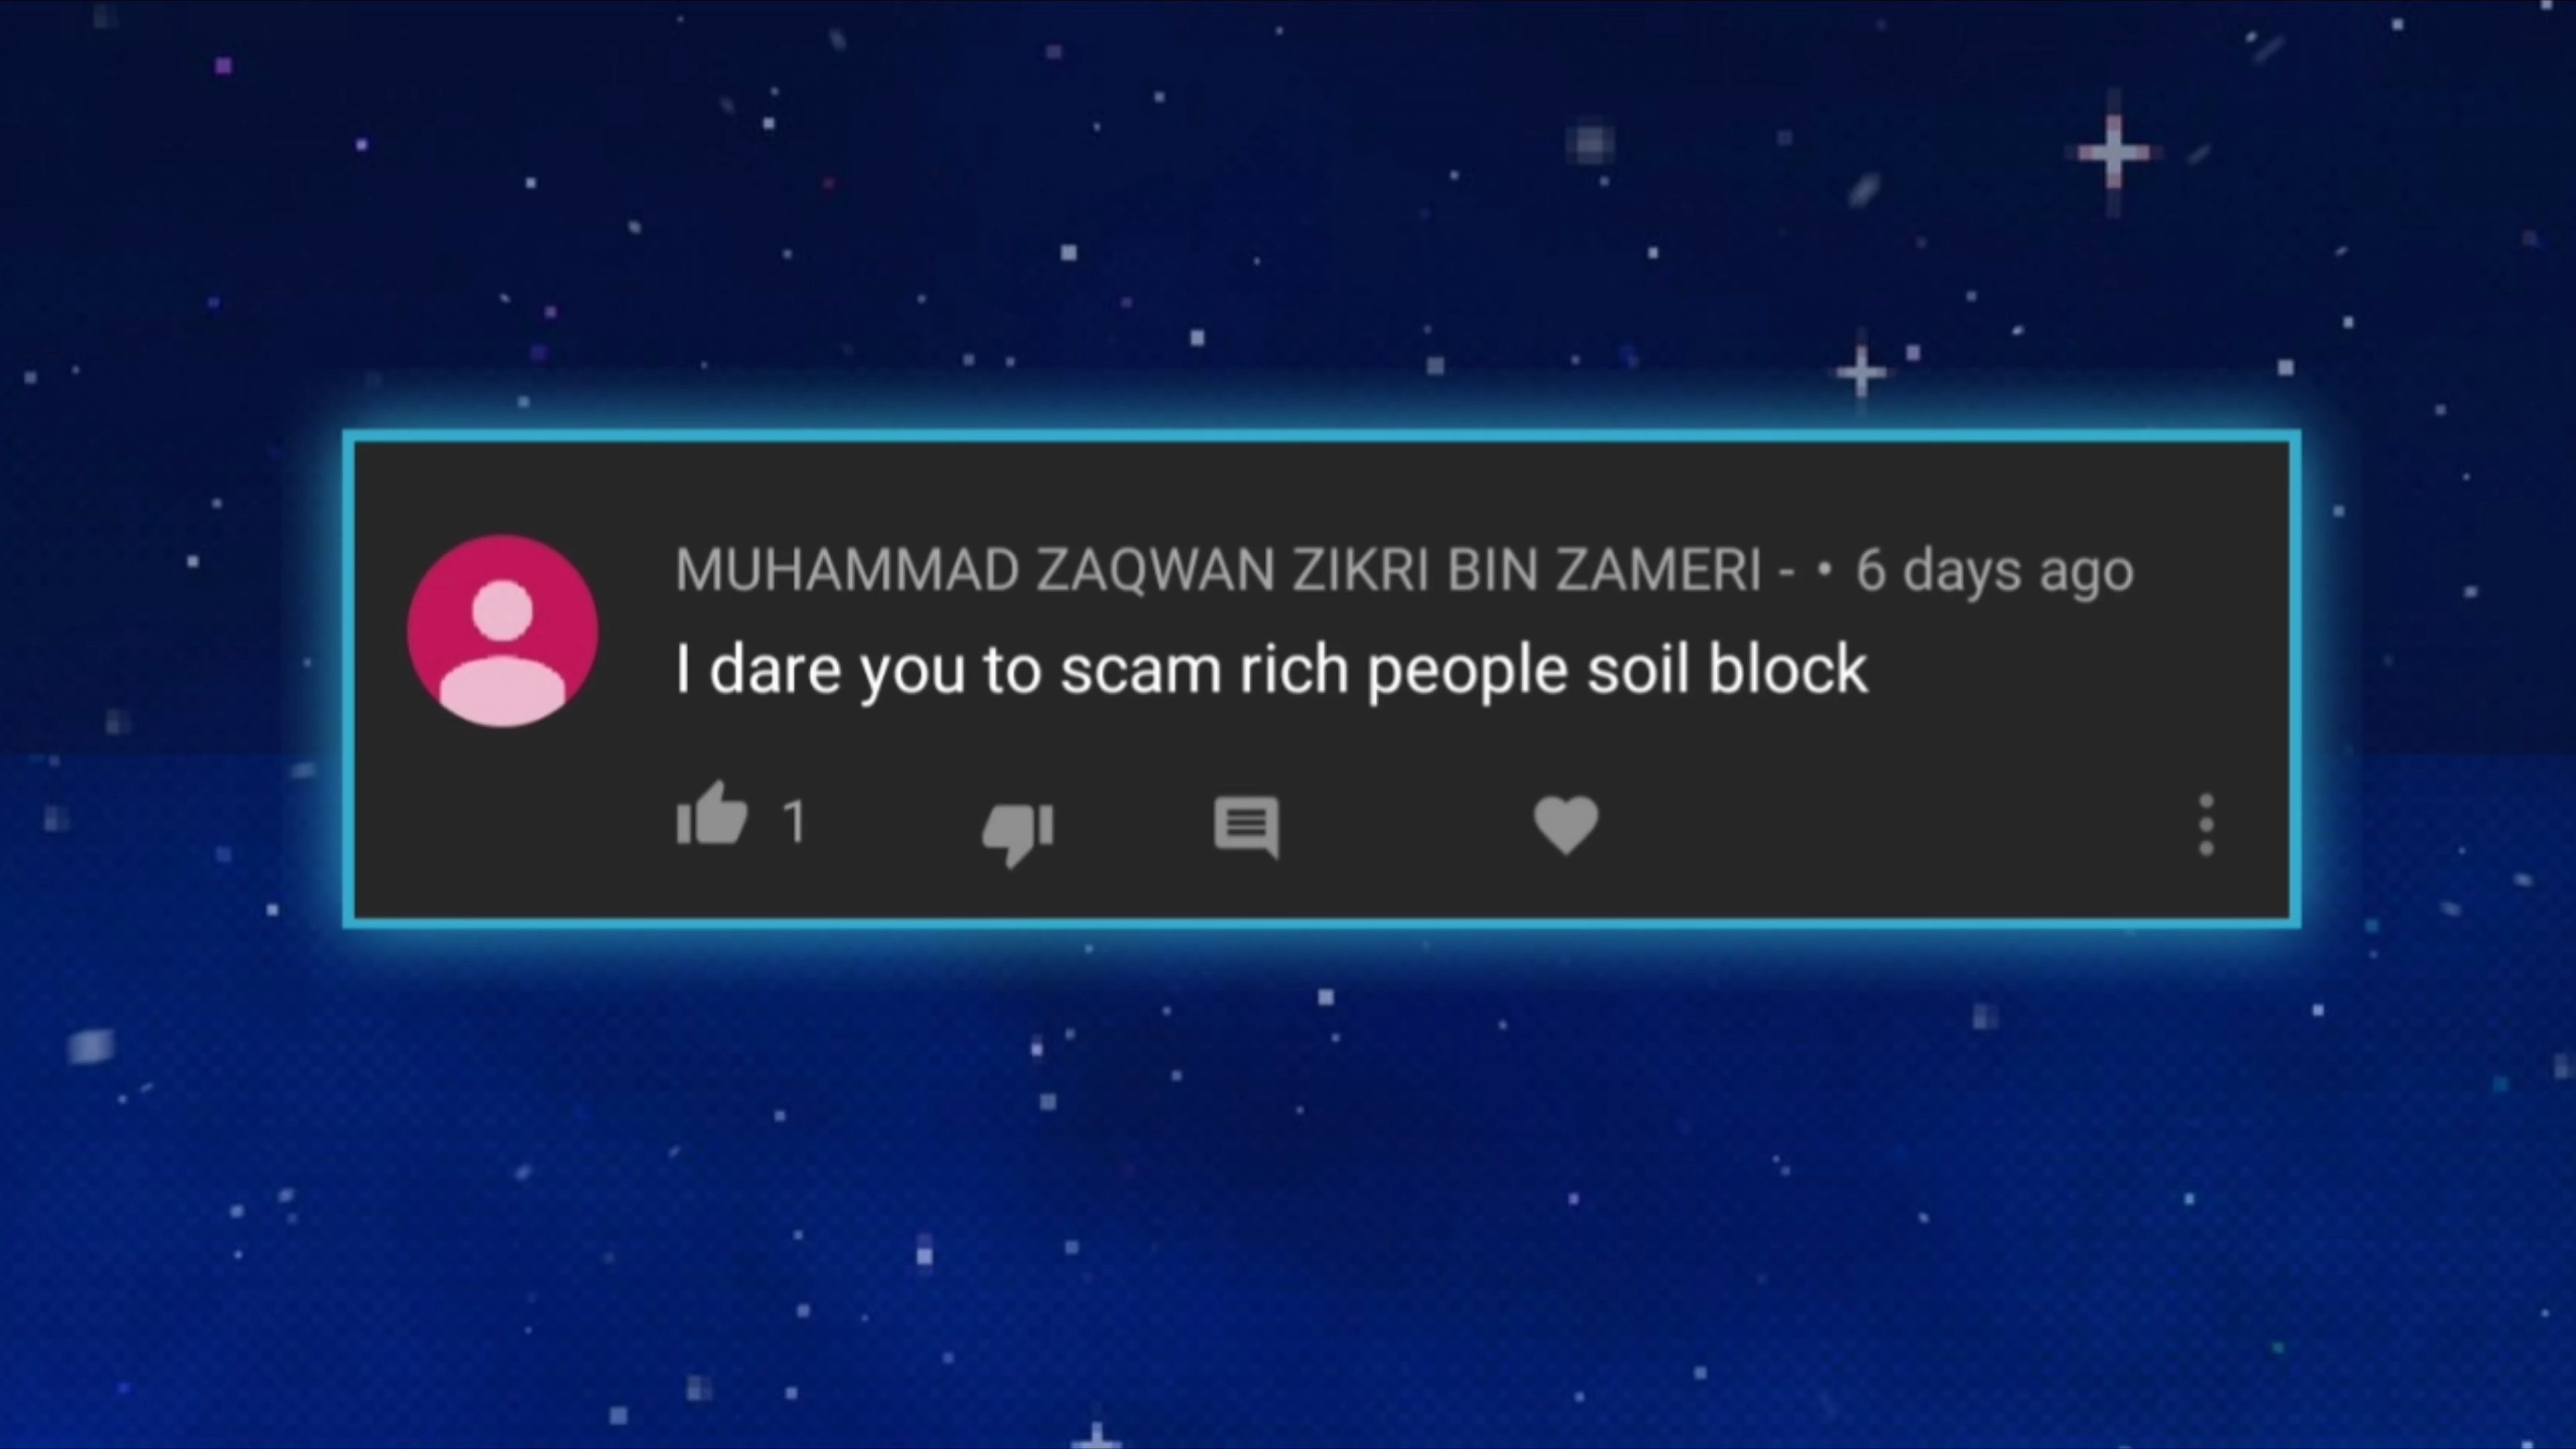 MUHAMMAD ZAQWAN ZIKRI BIN ZAMERI - • 6 days ago
I dare you to scam rich people soil block
1